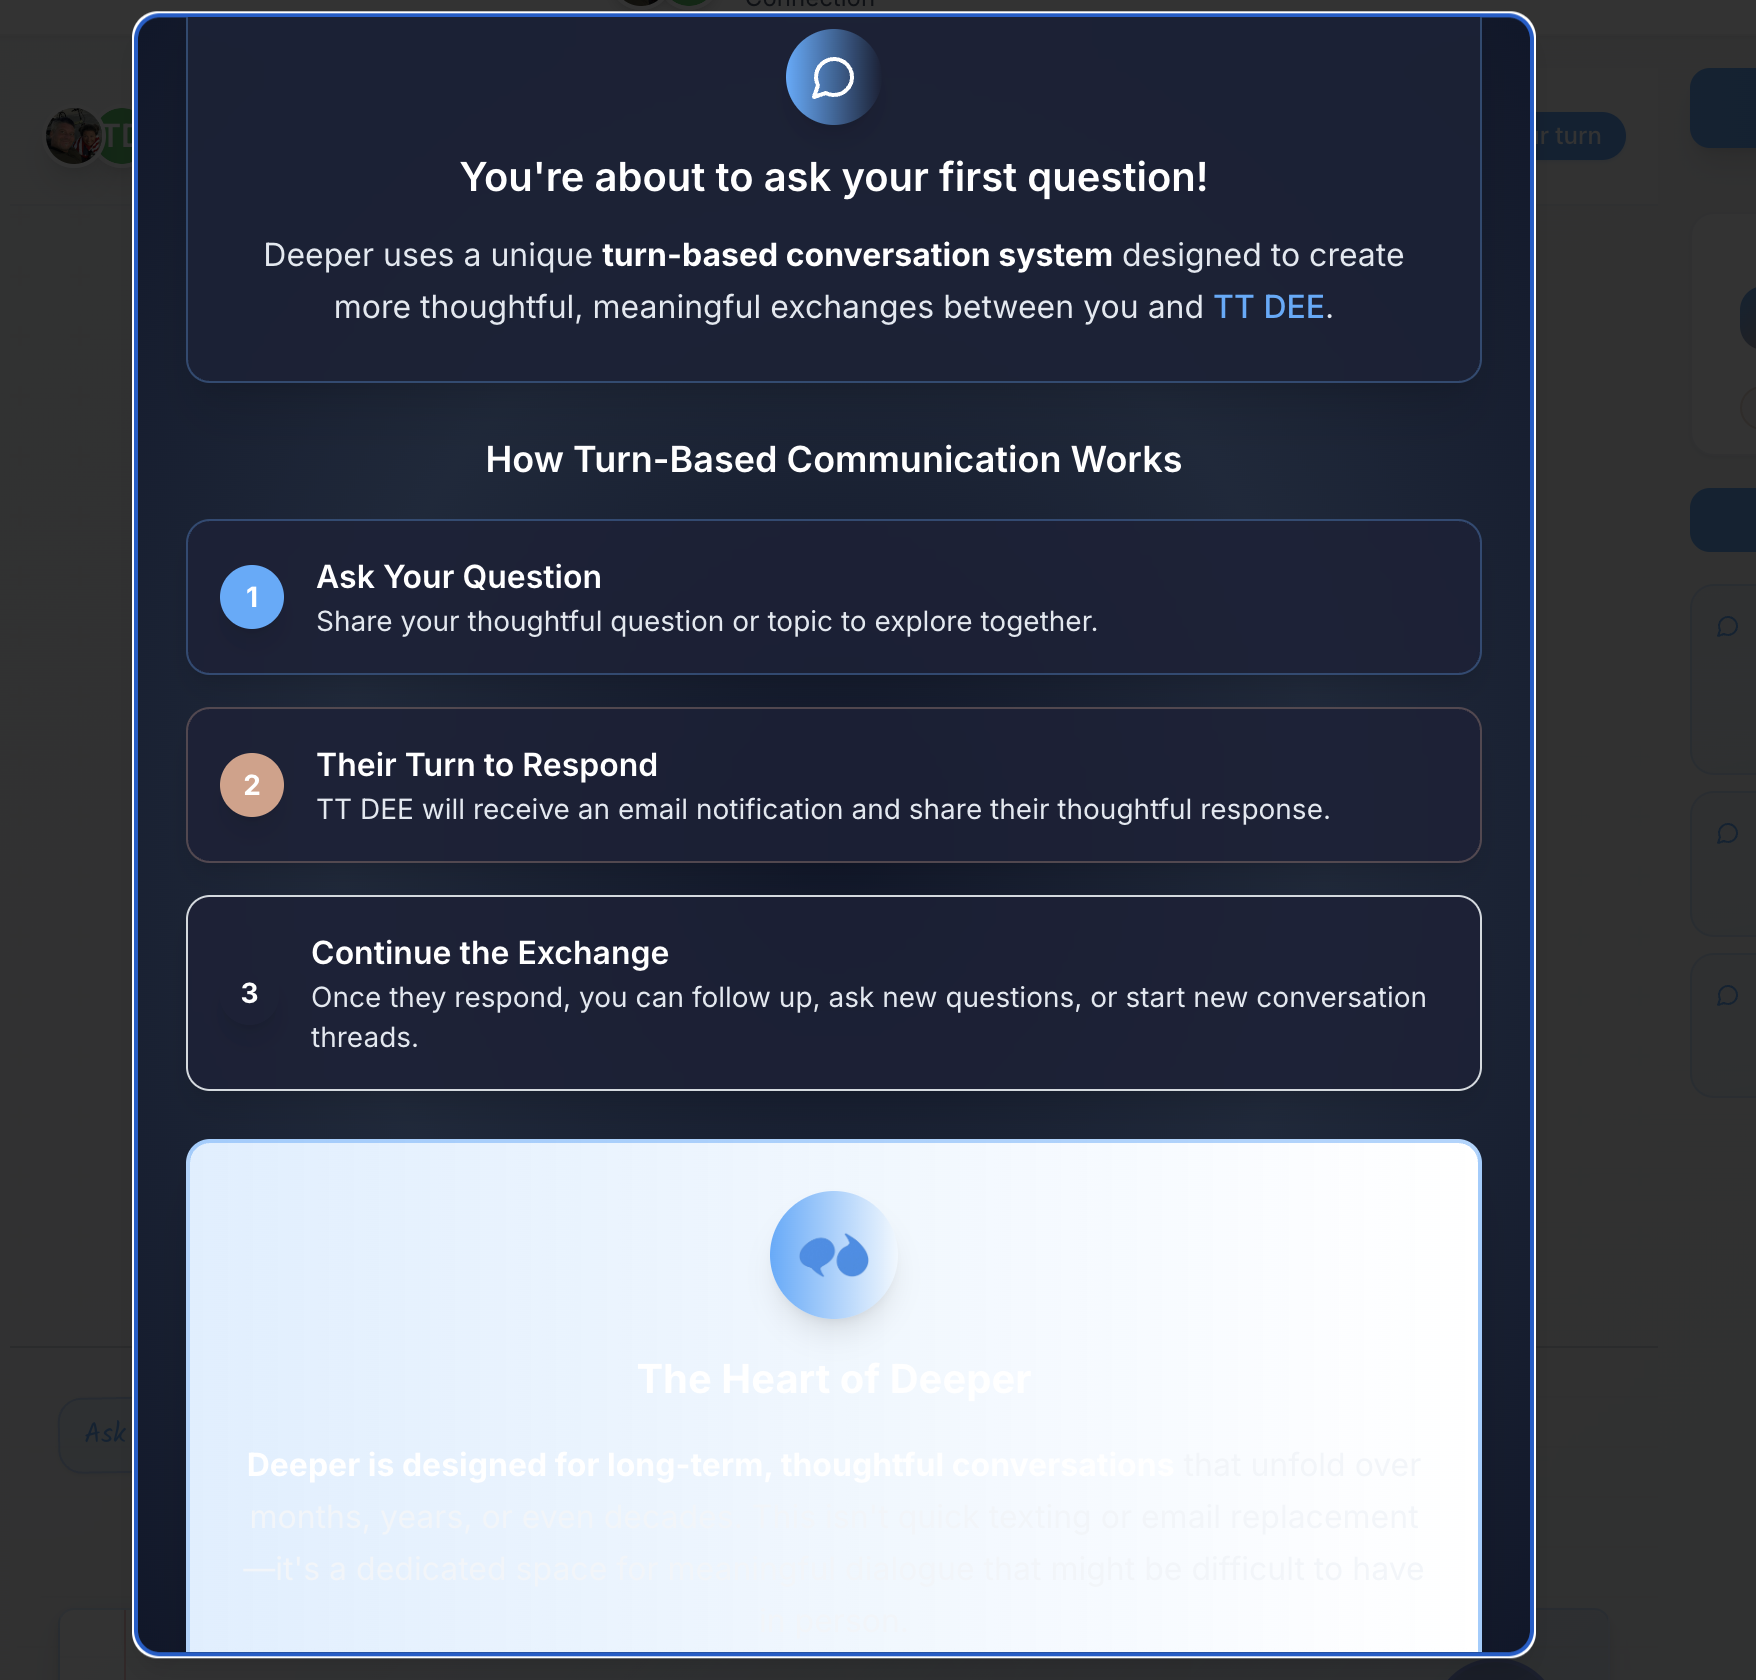 Connection
TD
r turn
You're about to ask your first question!
Deeper uses a unique turn-based conversation system designed to create
more thoughtful, meaningful exchanges between you and TT DEE.
How Turn-Based Communication Works
1
Ask Your Question
Share your thoughtful question or topic to explore together.
2
Their Turn to Respond
TT DEE will receive an email notification and share their thoughtful response.
3
Continue the Exchange
Once they respond, you can follow up, ask new questions, or start new conversation
threads.
The Heart of Deeper
Deeper is designed for long-term, thoughtful conversations that unfold over
months, years, or even quick texting or email replacement
—it's a dedicated space for that might be difficult to have
Ask